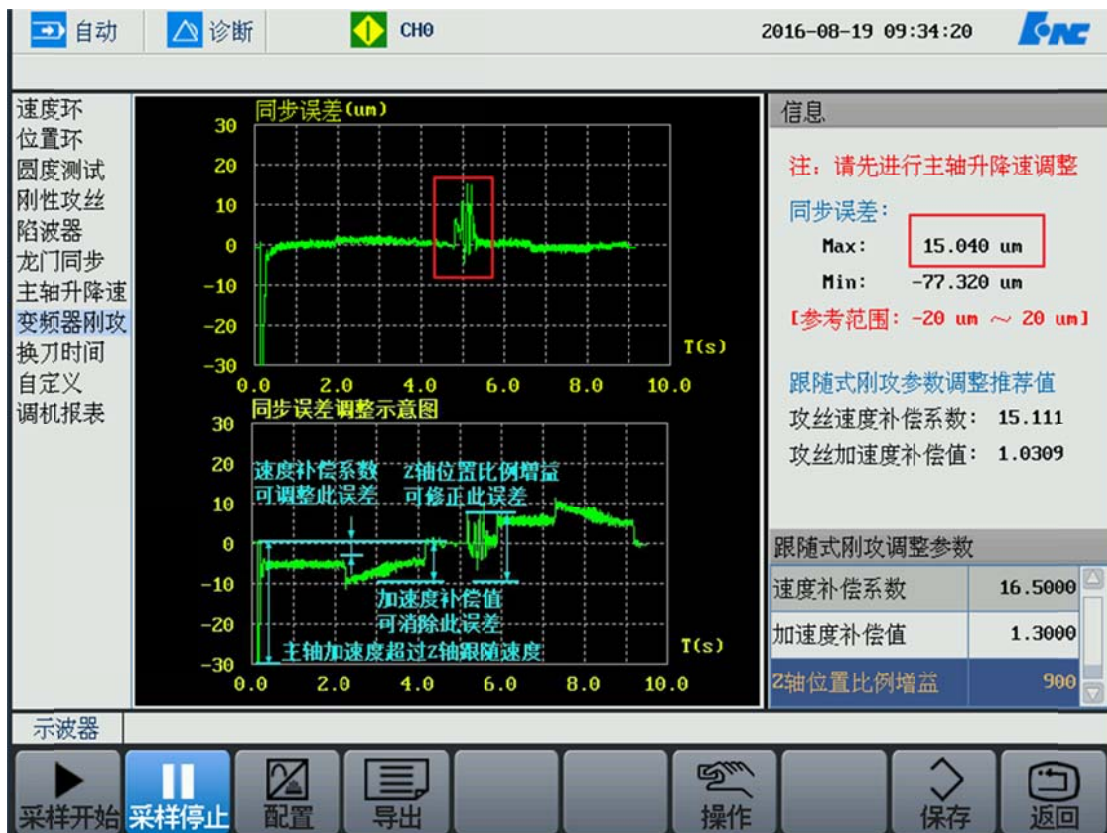 自动
诊断
CH0
2016-08-19 09:34:20
HNC
速度环
位置环
圆度测试
刚性攻丝
陷波器
龙门同步
主轴升降速
变频器刚攻
换刀时间
自定义
调机报表
同步误差(um)
30
20
10
0
-10
-20
-30
T(s)
0.0 2.0 4.0 6.0 8.0 10.0
同步误差调整示意图
30
20
10
0
-10
-20
-30
速度补偿系数
可调整此误差
Z轴位置比例增益
可修正此误差
加速度补偿值
可消除此误差
主轴加速度超过Z轴跟随速度
T(s)
0.0 2.0 4.0 6.0 8.0 10.0
信息
注: 请先进行主轴升降速调整
同步误差:
Max: 15.040 um
Min: -77.320 um
[参考范围: -20 um ~ 20 um]
跟随式刚攻参数调整推荐值
攻丝速度补偿系数: 15.111
攻丝加速度补偿值: 1.0309
跟随式刚攻调整参数
速度补偿系数 16.5000
加速度补偿值 1.3000
Z轴位置比例增益 900
示波器
采样开始
采样停止
配置
导出
操作
保存
返回